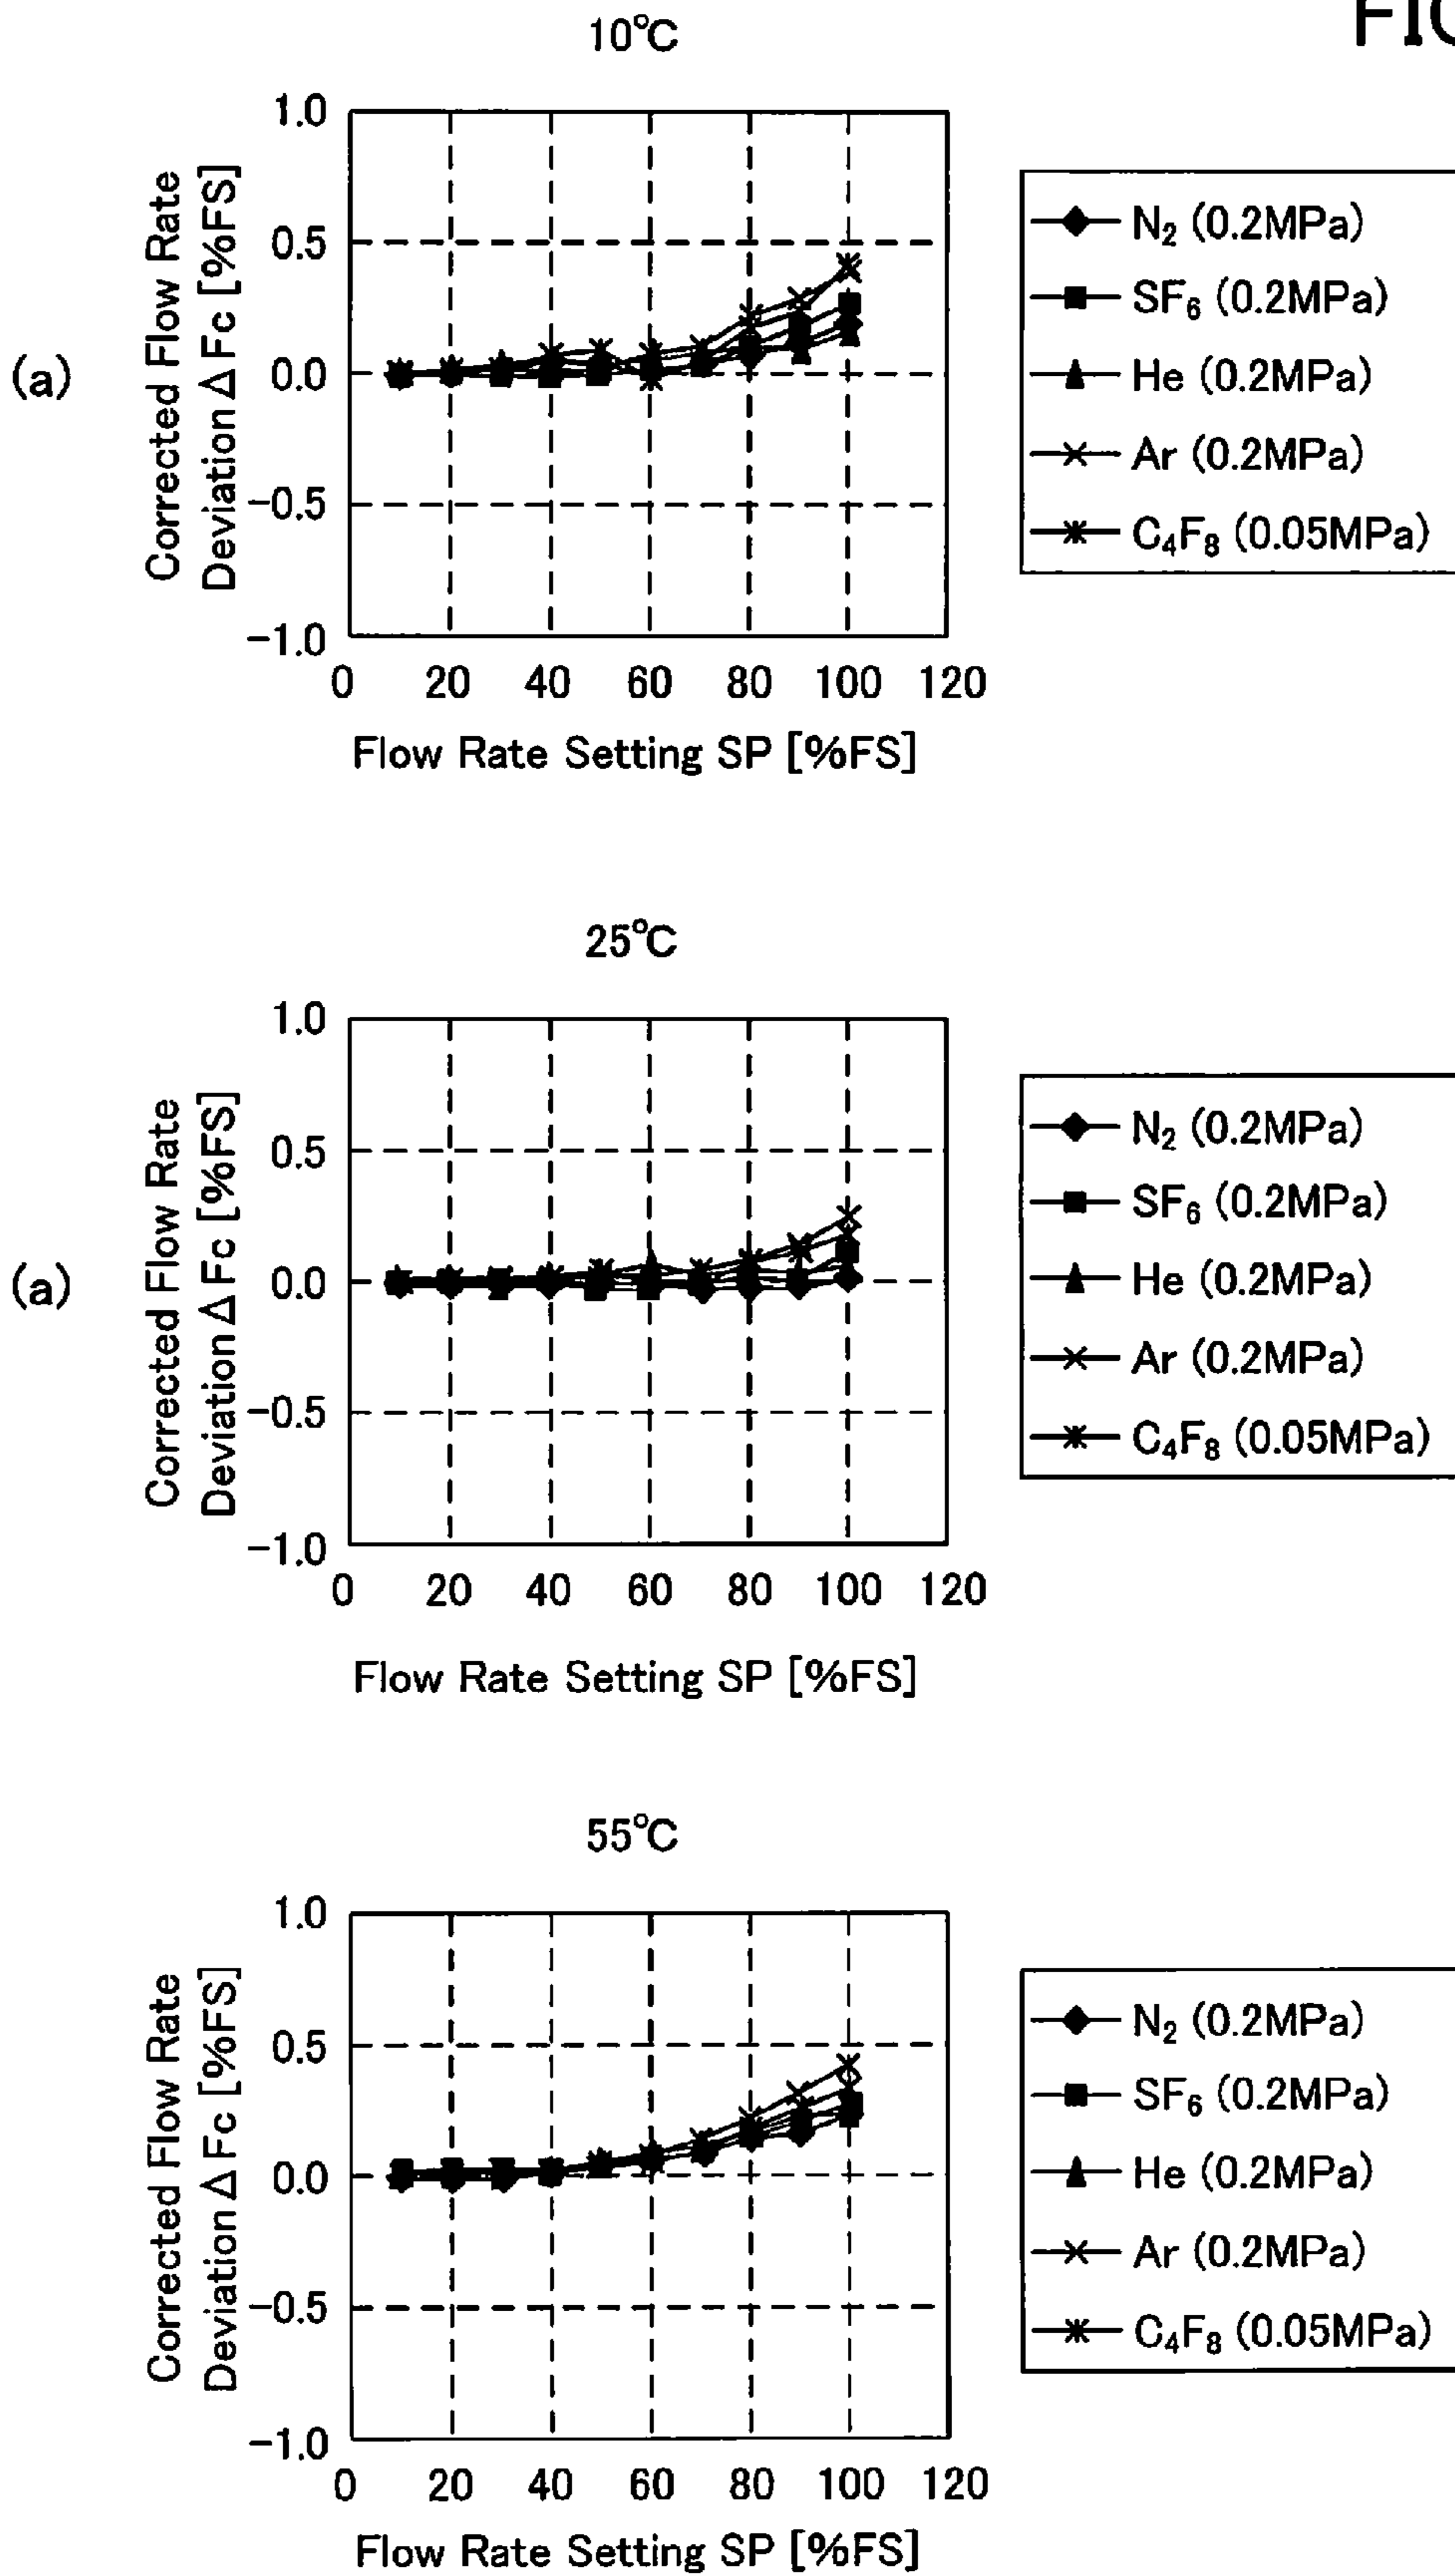 FIG
10°C
(a)
Corrected Flow Rate
Deviation Δ Fc [%FS]
1.0
0.5
0.0
−0.5
−1.0
0 20 40 60 80 100 120
Flow Rate Setting SP [%FS]
N₂ (0.2MPa)
SF₆ (0.2MPa)
He (0.2MPa)
Ar (0.2MPa)
C₄F₈ (0.05MPa)
25°C
(a)
Corrected Flow Rate
Deviation Δ Fc [%FS]
1.0
0.5
0.0
−0.5
−1.0
0 20 40 60 80 100 120
Flow Rate Setting SP [%FS]
N₂ (0.2MPa)
SF₆ (0.2MPa)
He (0.2MPa)
Ar (0.2MPa)
C₄F₈ (0.05MPa)
55°C
Corrected Flow Rate
Deviation Δ Fc [%FS]
1.0
0.5
0.0
−0.5
−1.0
0 20 40 60 80 100 120
Flow Rate Setting SP [%FS]
N₂ (0.2MPa)
SF₆ (0.2MPa)
He (0.2MPa)
Ar (0.2MPa)
C₄F₈ (0.05MPa)